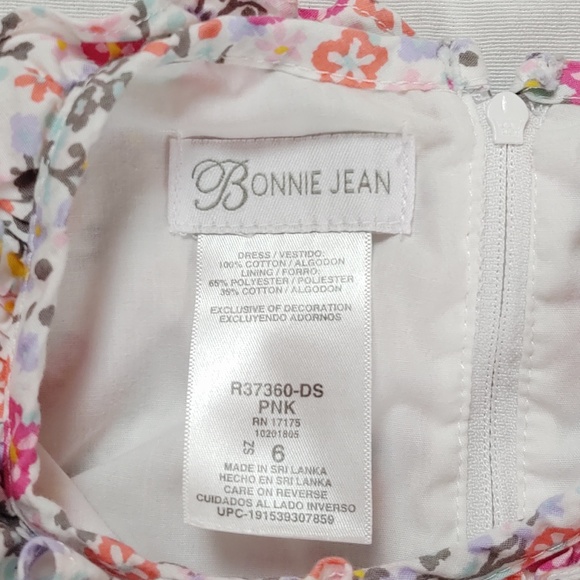 BONNIE JEAN
DRESS / VESTIDO:
100% COTTON / ALGODON
LINING / FORRO:
65% POLYESTER / POLIESTER
35% COTTON / ALGODON
EXCLUSIVE OF DECORATION
EXCLUYENDO ADORNOS
R37360-DS
PNK
RN 17175
10201805
SZ 6
MADE IN SRI LANKA
HECHO EN SRI LANKA
CARE ON REVERSE
CUIDADOS AL LADO INVERSO
UPC-191539307859